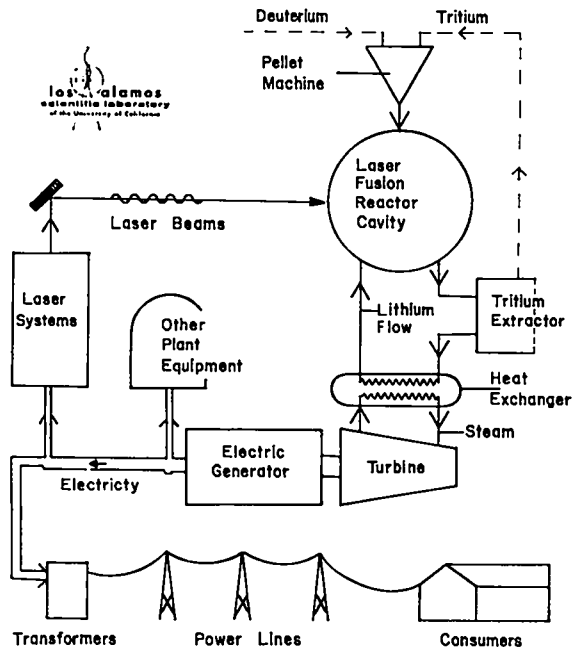 Deuterium
Tritium
Pellet
Machine
los alamos
scientific laboratory
of the University of California
Laser
Fusion
Reactor
Cavity
Laser Beams
Laser
Systems
Other
Plant
Equipment
Lithium
Flow
Tritium
Extractor
Heat
Exchanger
Steam
Electric
Generator
Turbine
Electricty
Transformers
Power Lines
Consumers